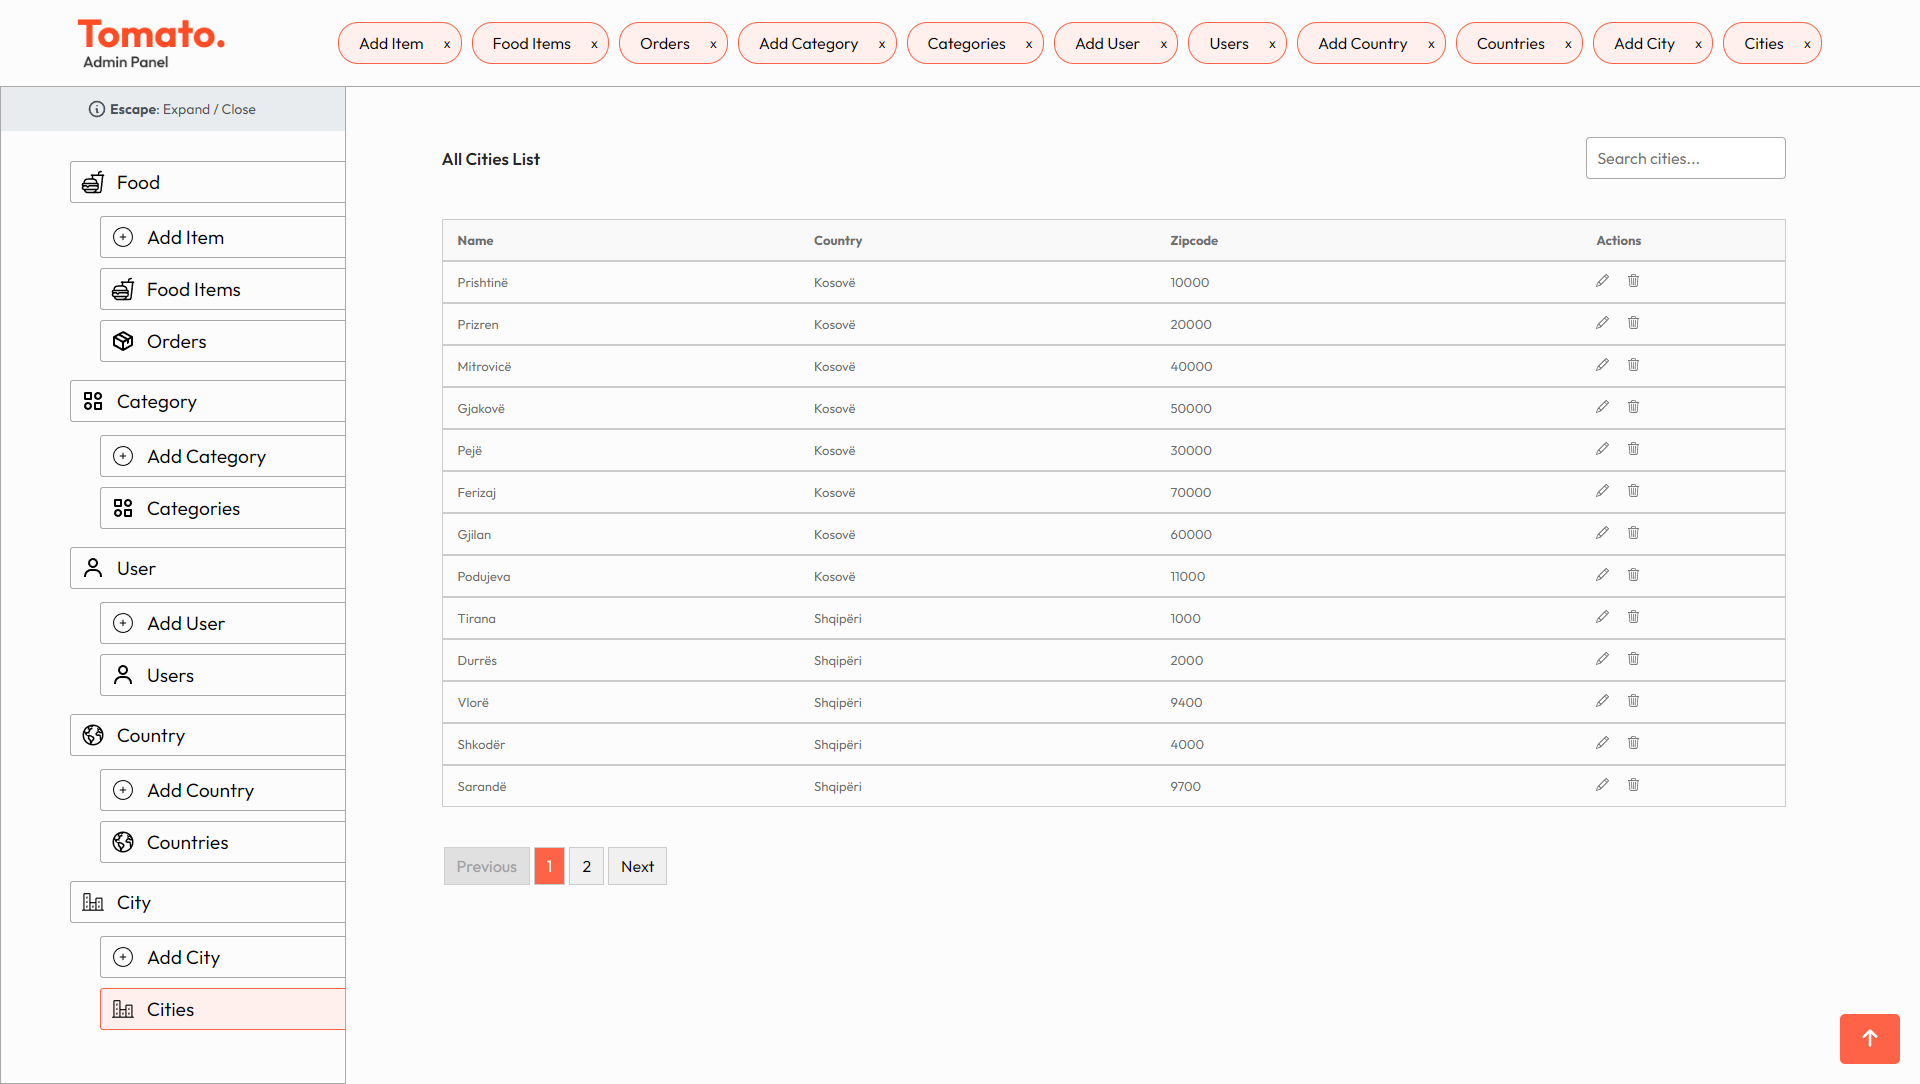 Tomato.
Admin Panel
Add Item x Food Items x Orders x Add Category x Categories x Add User x Users x Add Country x Countries x Add City x Cities x
Escape: Expand / Close
Food
Add Item
Food Items
Orders
Category
Add Category
Categories
User
Add User
Users
Country
Add Country
Countries
City
Add City
Cities
All Cities List
Search cities...
Name Country Zipcode Actions
Prishtinë Kosovë 10000
Prizren Kosovë 20000
Mitrovicë Kosovë 40000
Gjakovë Kosovë 50000
Pejë Kosovë 30000
Ferizaj Kosovë 70000
Gjilan Kosovë 60000
Podujeva Kosovë 11000
Tirana Shqipëri 1000
Durrës Shqipëri 2000
Vlorë Shqipëri 9400
Shkodër Shqipëri 4000
Sarandë Shqipëri 9700
Previous 1 2 Next